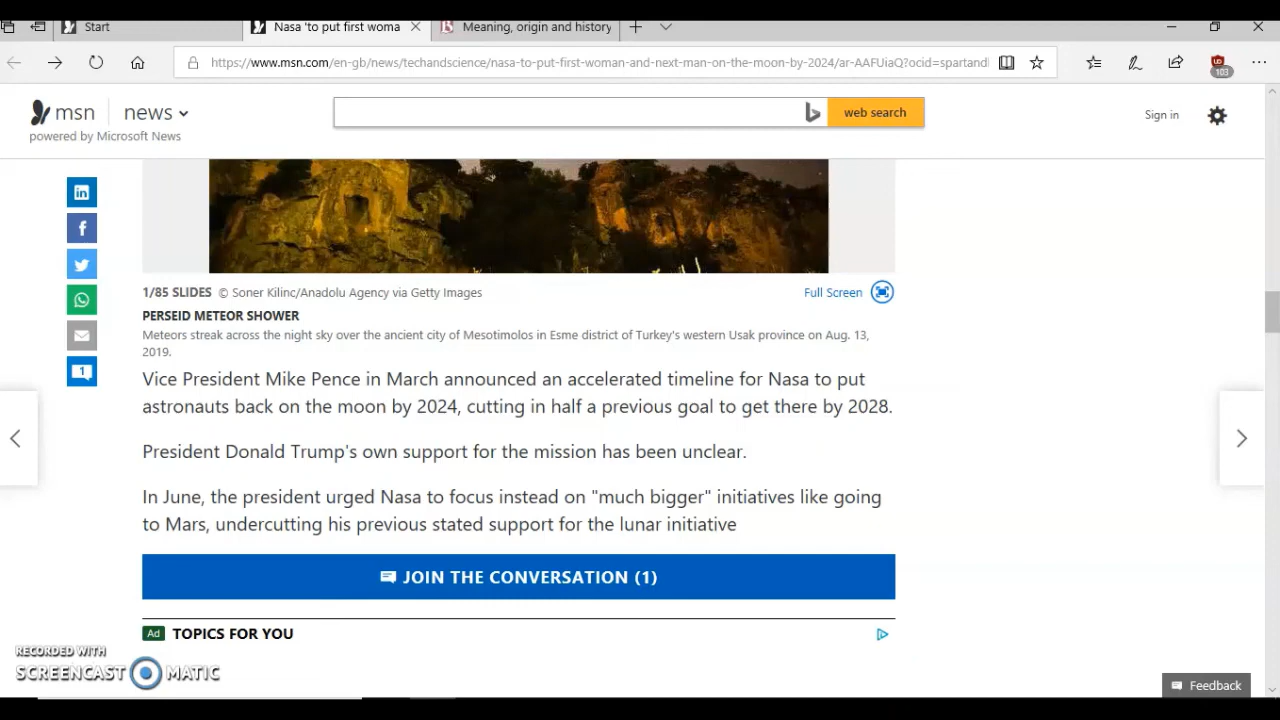 Start
Nasa 'to put first woma
Meaning, origin and history
https://www.msn.com/en-gb/news/techandscience/nasa-to-put-first-woman-and-next-man-on-the-moon-by-2024/ar-AAFUiaQ?ocid=spartandl
103
msn news
powered by Microsoft News
web search
Sign in
1/85 SLIDES © Soner Kilinc/Anadolu Agency via Getty Images
Full Screen
PERSEID METEOR SHOWER
Meteors streak across the night sky over the ancient city of Mesotimolos in Esme district of Turkey's western Usak province on Aug. 13,
2019.
1
Vice President Mike Pence in March announced an accelerated timeline for Nasa to put
astronauts back on the moon by 2024, cutting in half a previous goal to get there by 2028.
President Donald Trump's own support for the mission has been unclear.
In June, the president urged Nasa to focus instead on "much bigger" initiatives like going
to Mars, undercutting his previous stated support for the lunar initiative
JOIN THE CONVERSATION (1)
Ad TOPICS FOR YOU
RECORDED WITH
SCREENCAST MATIC
Feedback